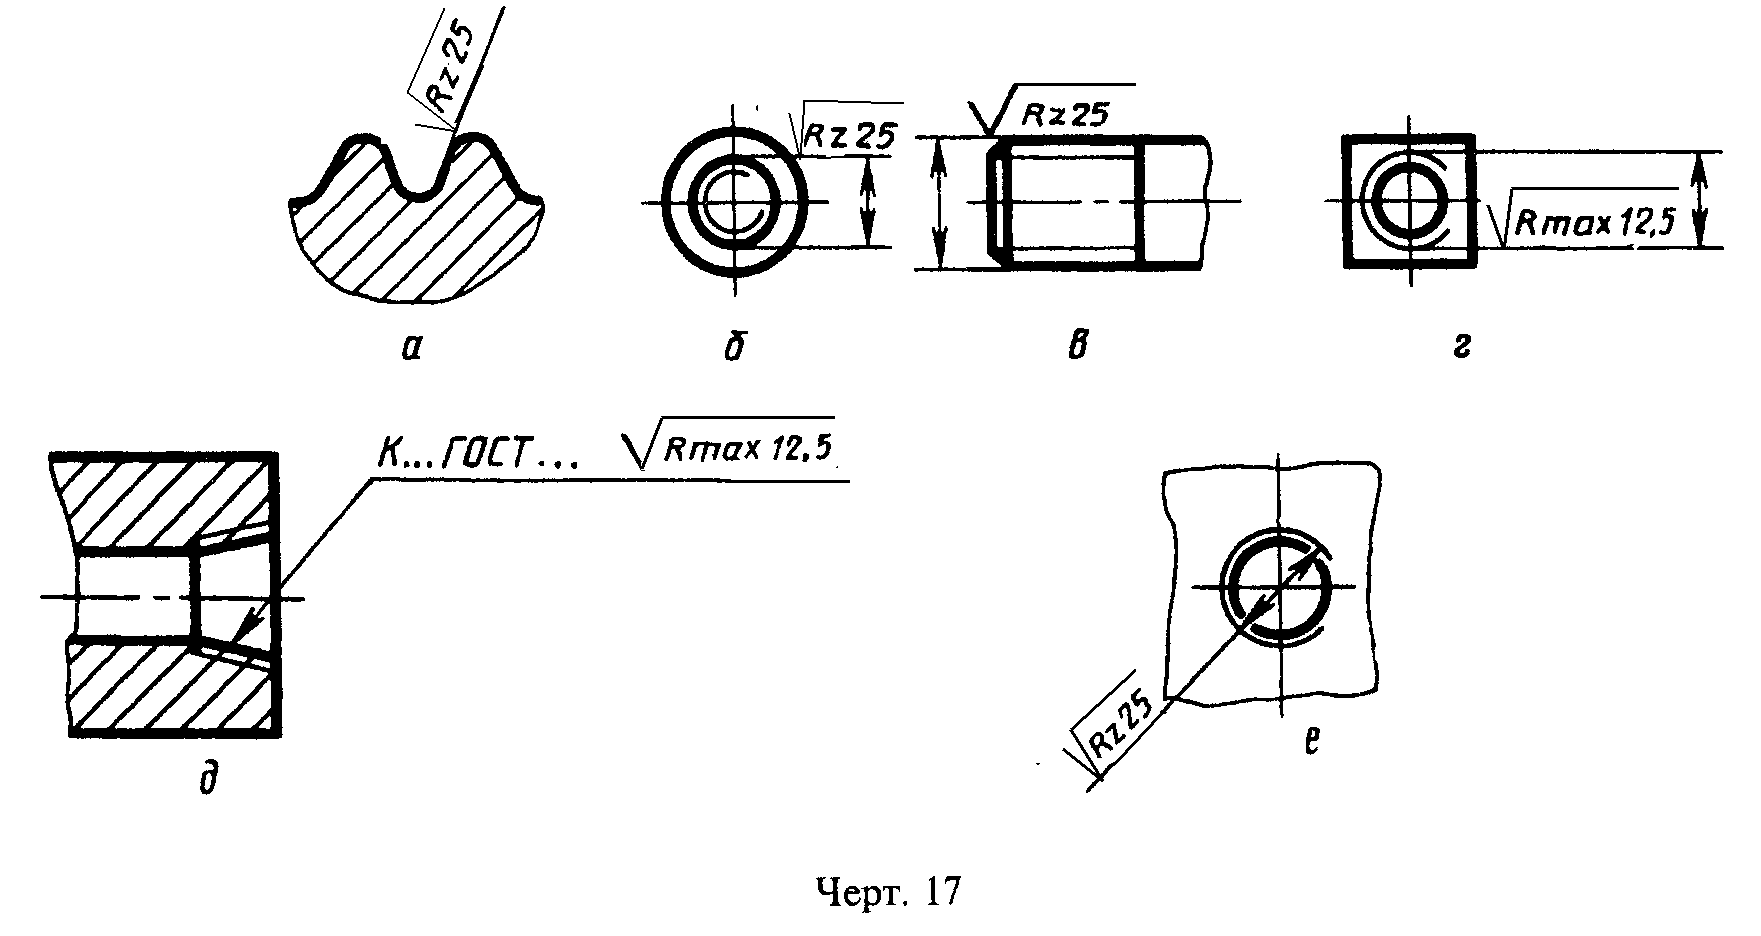 Rz 25
Rz 25
Rz 25
Rmax 12,5
а
б
в
г
К...ГОСТ... Rmax 12,5
Rz 25
д
е
Черт. 17